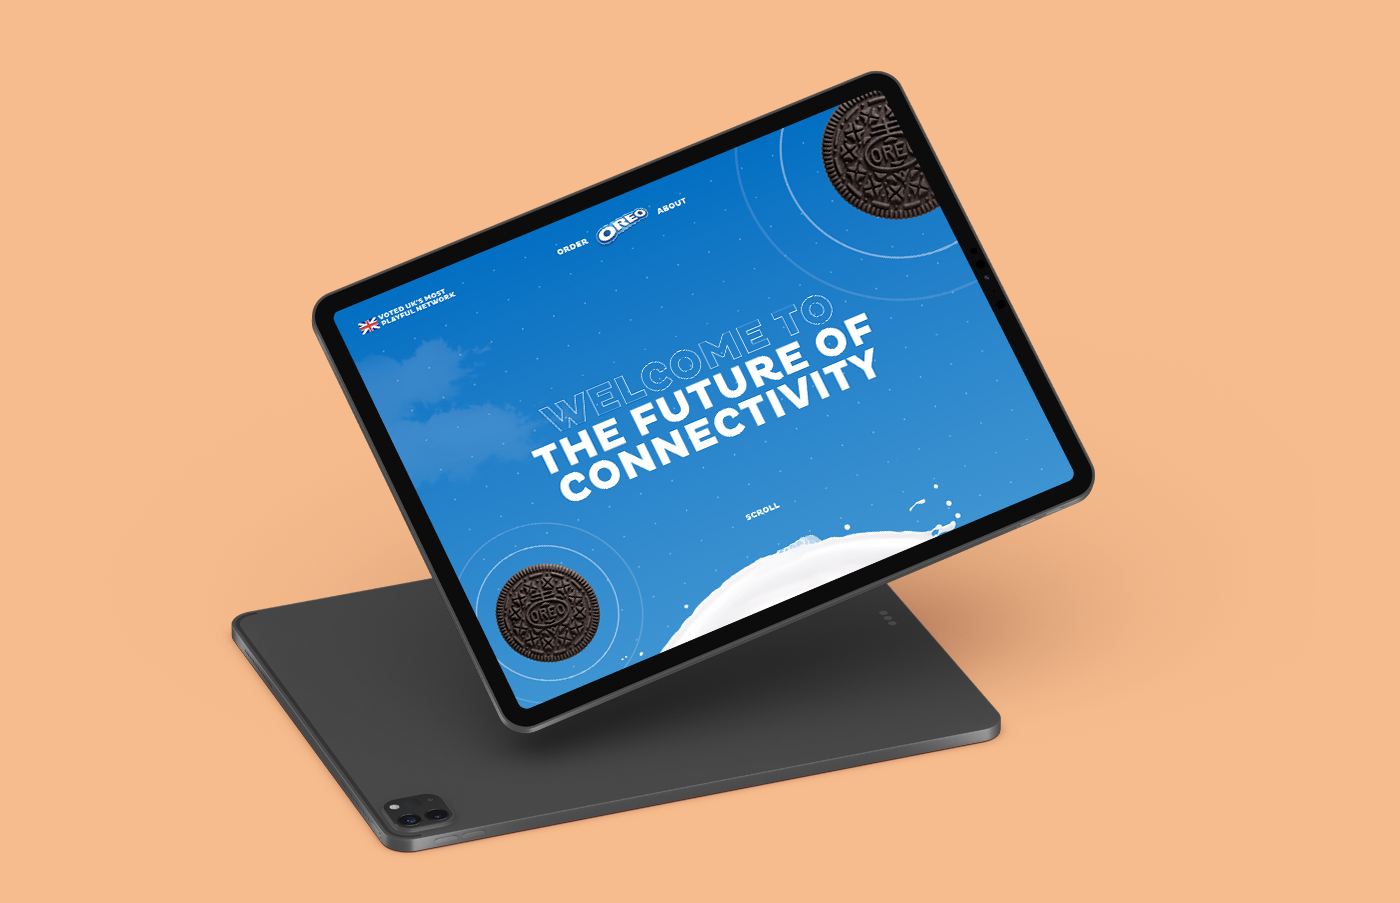 ORDER
OREO
ABOUT
VOTED UK'S MOST
PLAYFUL NETWORK
WELCOME TO
THE FUTURE OF
CONNECTIVITY
SCROLL
OREO
OREO